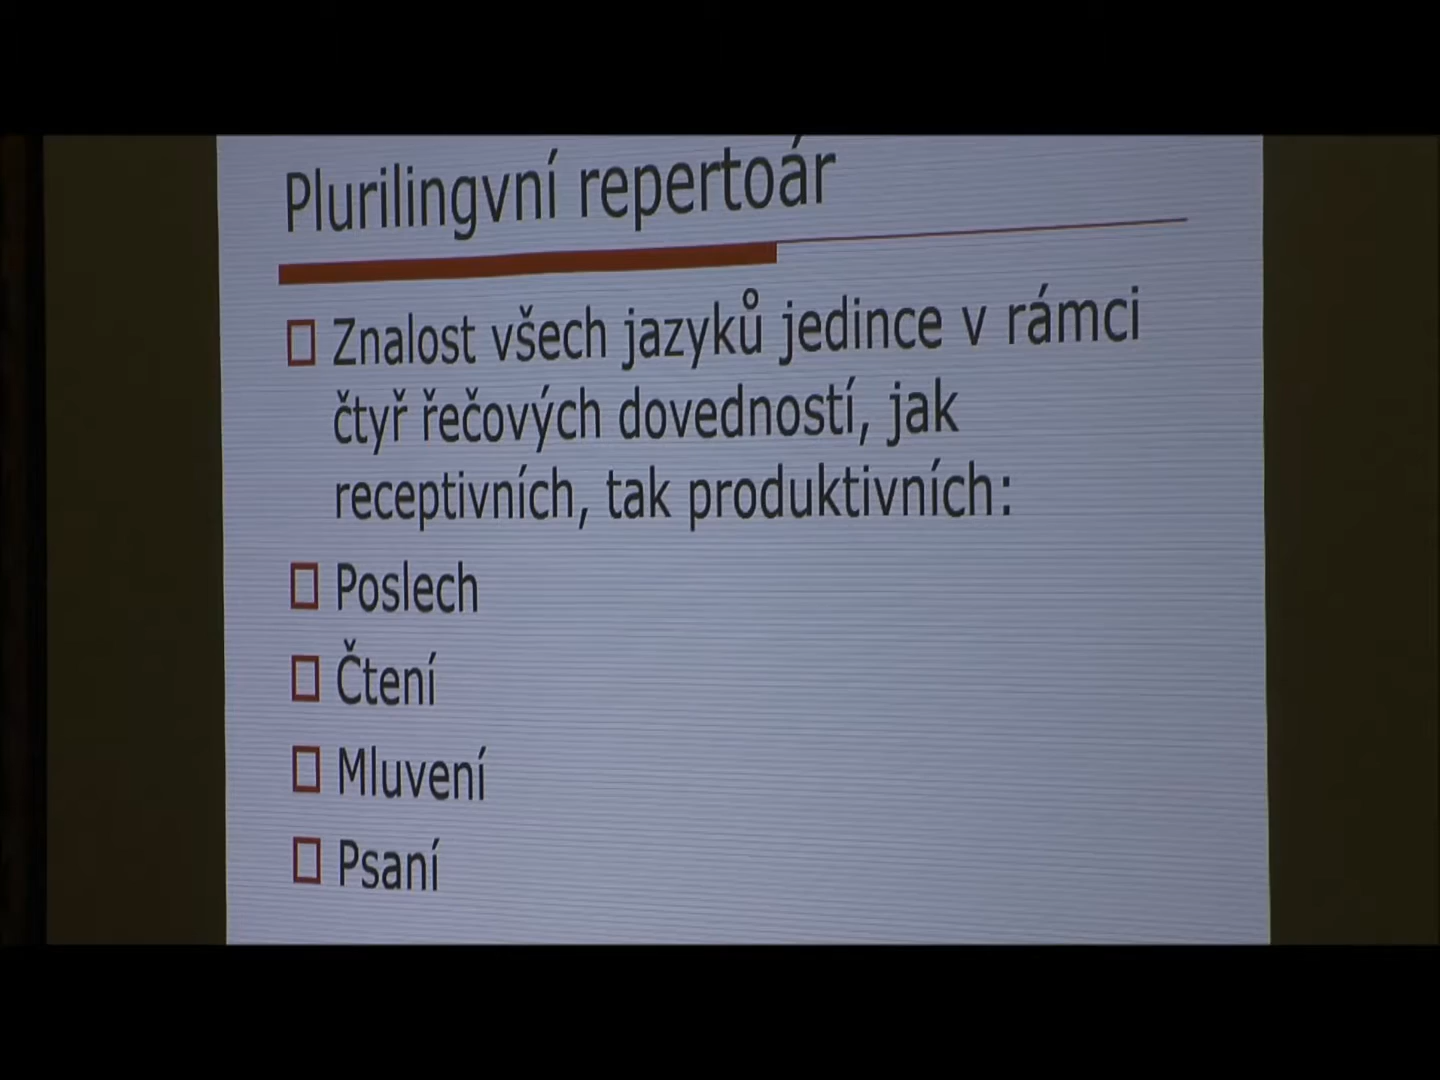 Plurilingvní repertoár
Znalost všech jazyků jedince v rámci
čtyř řečových dovedností, jak
receptivních, tak produktivních:
Poslech
Čtení
Mluvení
Psaní